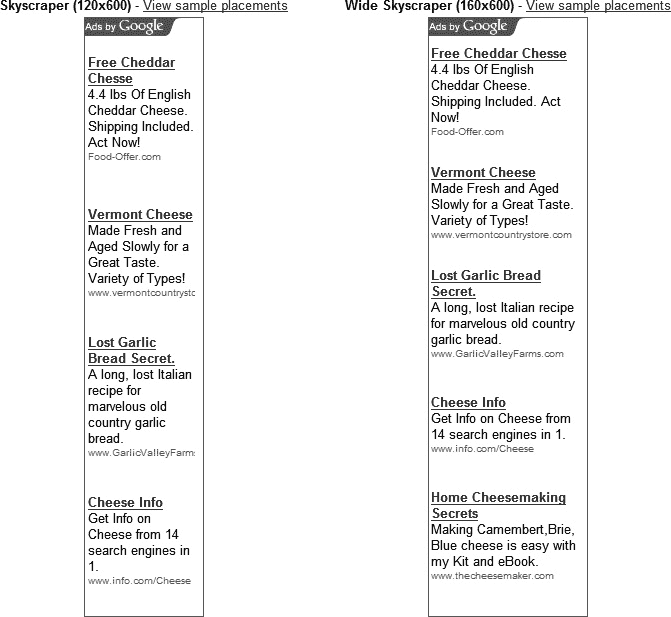 Skyscraper (120x600) - View sample placements
Ads by Google
Free Cheddar
Chesse
4.4 lbs Of English
Cheddar Cheese.
Shipping Included.
Act Now!
Food-Offer.com
Vermont Cheese
Made Fresh and
Aged Slowly for a
Great Taste.
Variety of Types!
www.vermontcountrystc
Lost Garlic
Bread Secret.
A long, lost Italian
recipe for
marvelous old
country garlic
bread.
www.GarlicValleyFarm
Cheese Info
Get Info on
Cheese from 14
search engines in
1.
www.info.com/Cheese
Wide Skyscraper (160x600) - View sample placements
Ads by Google
Free Cheddar Chesse
4.4 lbs Of English
Cheddar Cheese.
Shipping Included. Act
Now!
Food-Offer.com
Vermont Cheese
Made Fresh and Aged
Slowly for a Great Taste.
Variety of Types!
www.vermontcountrystore.com
Lost Garlic Bread
Secret.
A long, lost Italian recipe
for marvelous old country
garlic bread.
www.GarlicValleyFarms.com
Cheese Info
Get Info on Cheese from
14 search engines in 1.
www.info.com/Cheese
Home Cheesemaking
Secrets
Making Camembert,Brie,
Blue cheese is easy with
my Kit and eBook.
www.thecheesemaker.com